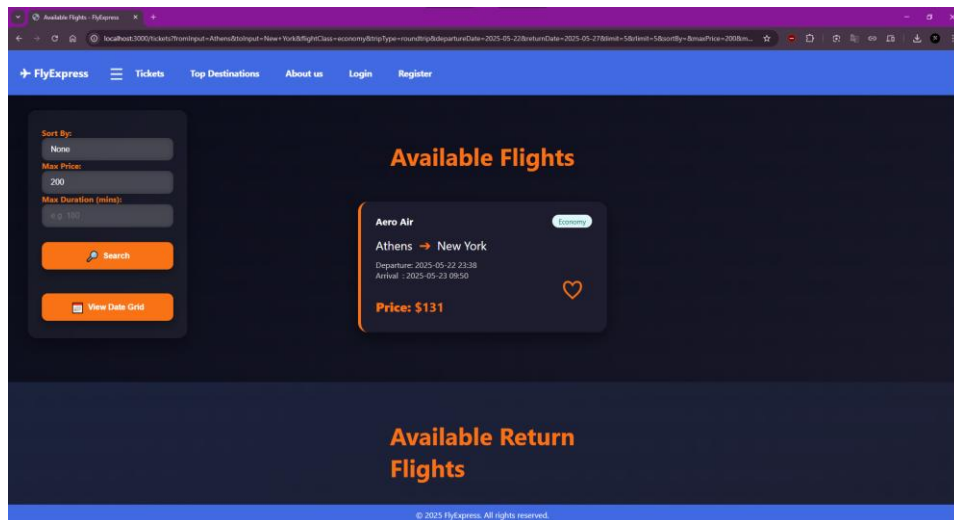 Available Flights - FlyExpress
localhost:3000/tickets?fromInput=Athens&toInput=New+York&flightClass=economy&tripType=roundtrip&departureDate=2025-05-22&returnDate=2025-05-27&limit=5&rlimit=5&sortBy=&maxPrice=200&m...
FlyExpress
Tickets
Top Destinations
About us
Login
Register
Sort By:
None
Max Price:
200
Max Duration (mins):
e.g. 180
Search
View Date Grid
Available Flights
Aero Air
Economy
Athens ➔ New York
Departure: 2025-05-22 23:38
Arrival : 2025-05-23 09:50
Price: $131
Available Return
Flights
© 2025 FlyExpress. All rights reserved.